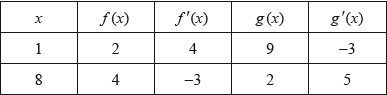 x f(x) f′(x) g(x) g′(x)
1 2 4 9 −3
8 4 −3 2 5